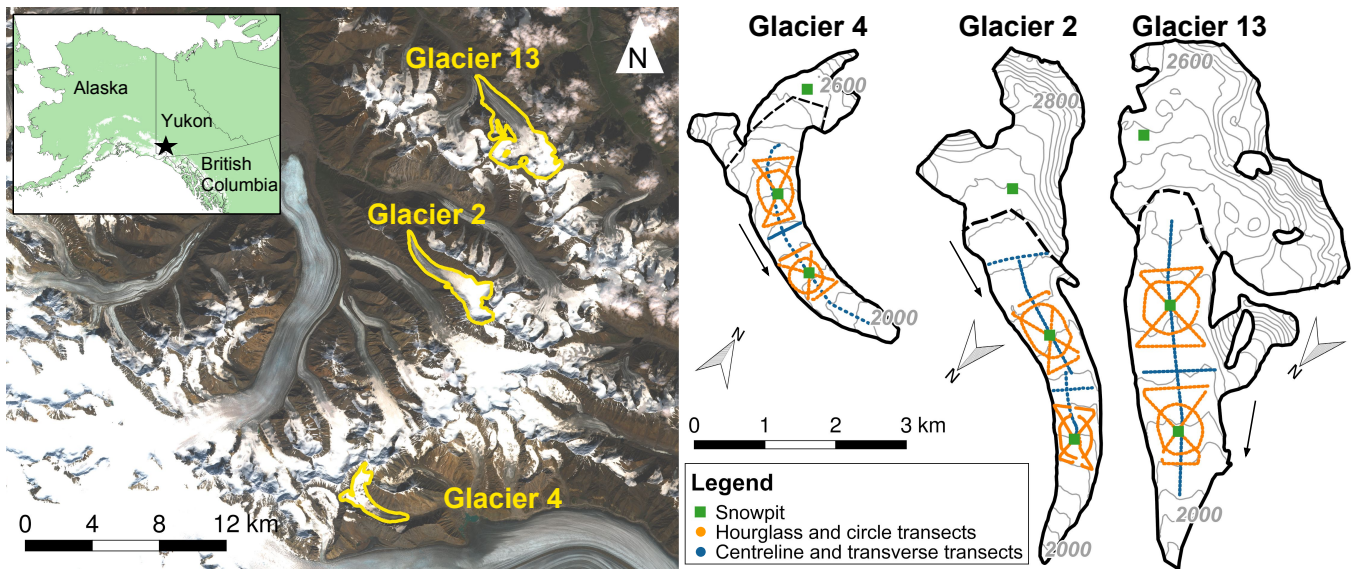 Alaska
Yukon
British
Columbia
Glacier 13
N
Glacier 2
Glacier 4
0 4 8 12 km
Glacier 4
2600
2000
N
Glacier 2
2800
2000
N
Glacier 13
2600
2000
N
0 1 2 3 km
Legend
Snowpit
Hourglass and circle transects
Centreline and transverse transects